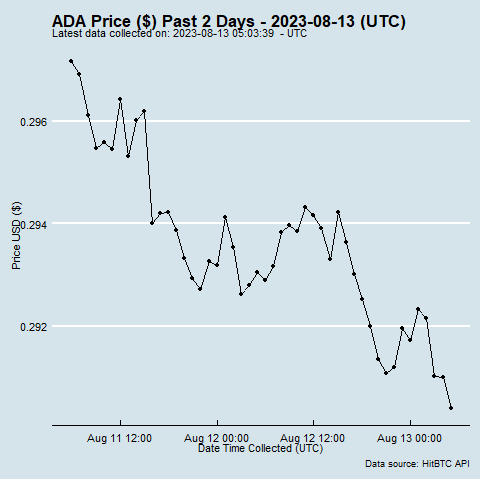 ADA Price ($) Past 2 Days - 2023-08-13 (UTC)
Latest data collected on: 2023-08-13 05:03:39  - UTC
0.296
0.294
0.292
Price USD ($)
Aug 11 12:00
Aug 12 00:00
Aug 12 12:00
Aug 13 00:00
Date Time Collected (UTC)
Data source: HitBTC API